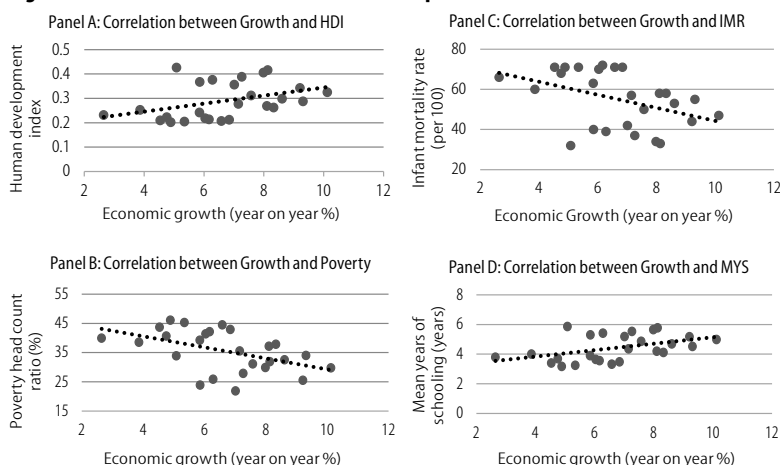 Panel A: Correlation between Growth and HDI
Human development
index
0.5
0.4
0.3
0.2
0.1
0
2 4 6 8 10 12
Economic growth (year on year %)
Panel C: Correlation between Growth and IMR
Infant mortality rate
(per 100)
80
60
40
20
2 4 6 8 10 12
Economic Growth (year on year %)
Panel B: Correlation between Growth and Poverty
Poverty head count
ratio (%)
55
45
35
25
15
2 4 6 8 10 12
Economic growth (year on year %)
Panel D: Correlation between Growth and MYS
Mean years of
schooling (years)
8
6
4
2
0
2 4 6 8 10 12
Economic growth (year on year %)